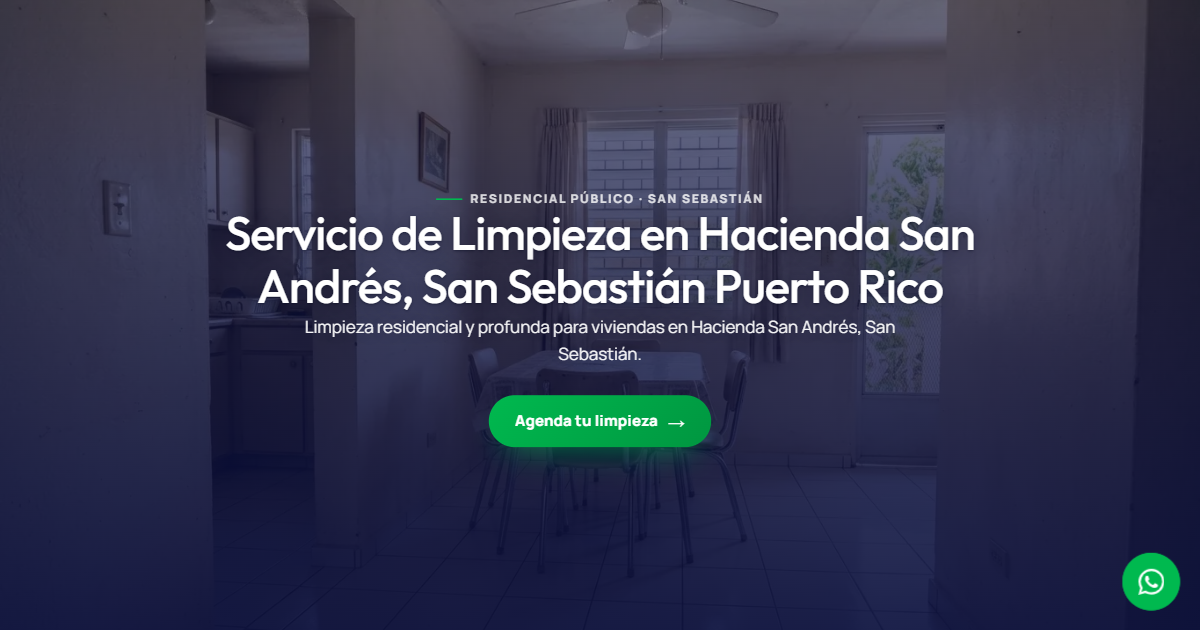 RESIDENCIAL PÚBLICO · SAN SEBASTIÁN
Servicio de Limpieza en Hacienda San
Andrés, San Sebastián Puerto Rico
Limpieza residencial y profunda para viviendas en Hacienda San Andrés, San
Sebastián.
Agenda tu limpieza →